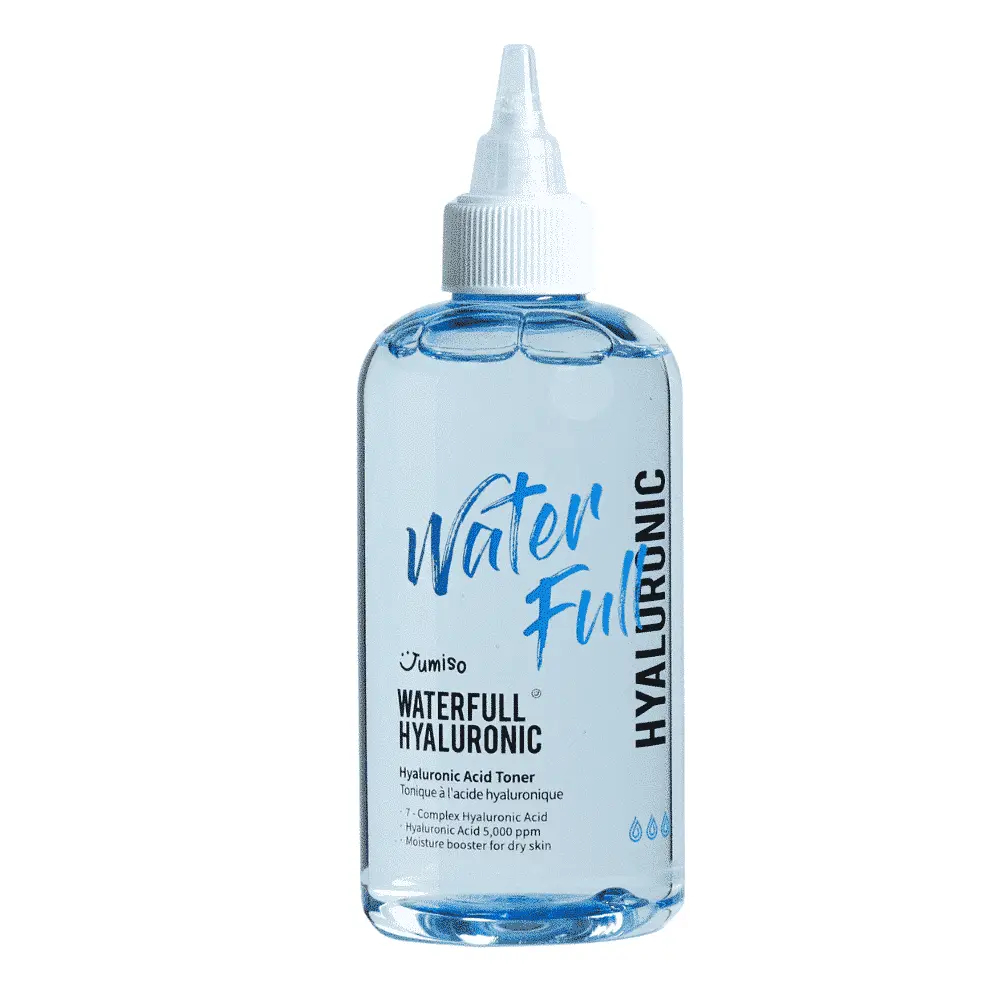 Water
Full
HYALURONIC
Jumiso
WATERFULL
HYALURONIC
Hyaluronic Acid Toner
Tonique à l'acide hyaluronique
· 7 - Complex Hyaluronic Acid
· Hyaluronic Acid 5,000 ppm
· Moisture booster for dry skin